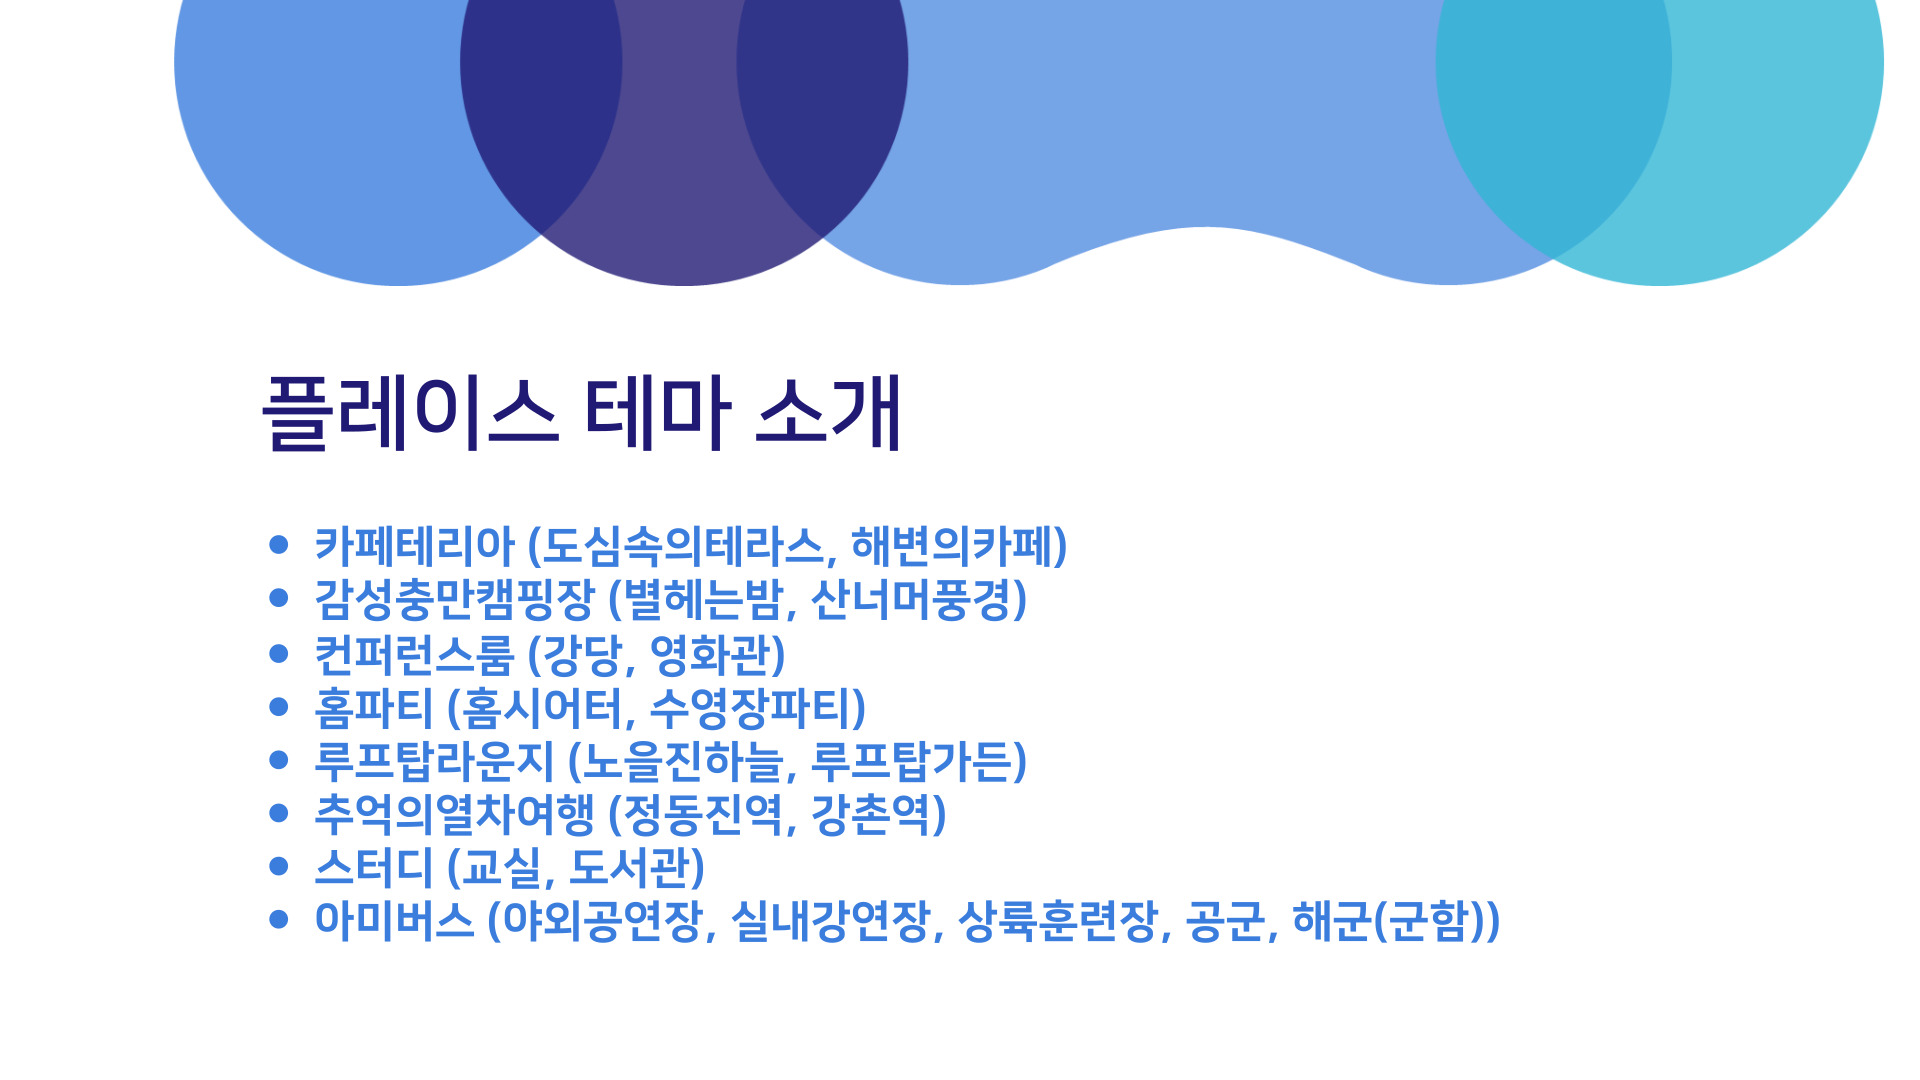 플레이스 테마 소개
● 카페테리아 (도심속의테라스, 해변의카페)
● 감성충만캠핑장 (별헤는밤, 산너머풍경)
● 컨퍼런스룸 (강당, 영화관)
● 홈파티 (홈시어터, 수영장파티)
● 루프탑라운지 (노을진하늘, 루프탑가든)
● 추억의열차여행 (정동진역, 강촌역)
● 스터디 (교실, 도서관)
● 아미버스 (야외공연장, 실내강연장, 상륙훈련장, 공군, 해군(군함))